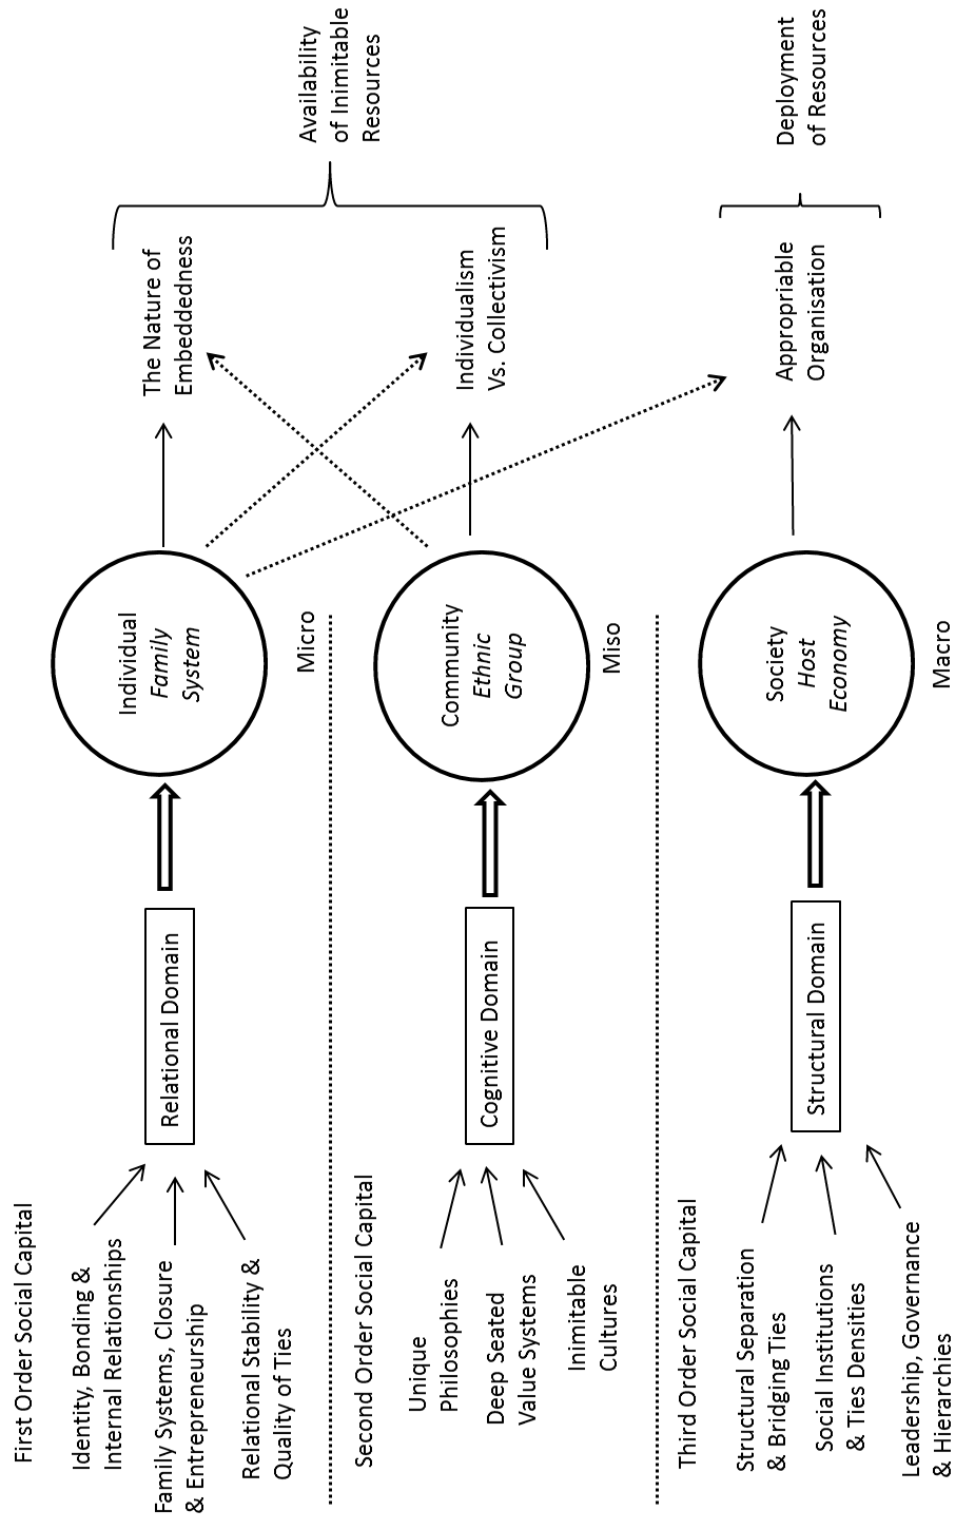 First Order Social Capital
Identity, Bonding &
Internal Relationships
Family Systems, Closure
& Entrepreneurship
Relational Stability &
Quality of Ties
Relational Domain
Individual
Family
System
Micro
The Nature of
Embeddedness
Second Order Social Capital
Unique
Philosophies
Deep Seated
Value Systems
Inimitable
Cultures
Cognitive Domain
Community
Ethnic
Group
Miso
Individualism
Vs. Collectivism
Availability
of Inimitable
Resources
Third Order Social Capital
Structural Separation
& Bridging Ties
Social Institutions
& Ties Densities
Leadership, Governance
& Hierarchies
Structural Domain
Society
Host
Economy
Macro
Appropriable
Organisation
Deployment
of Resources